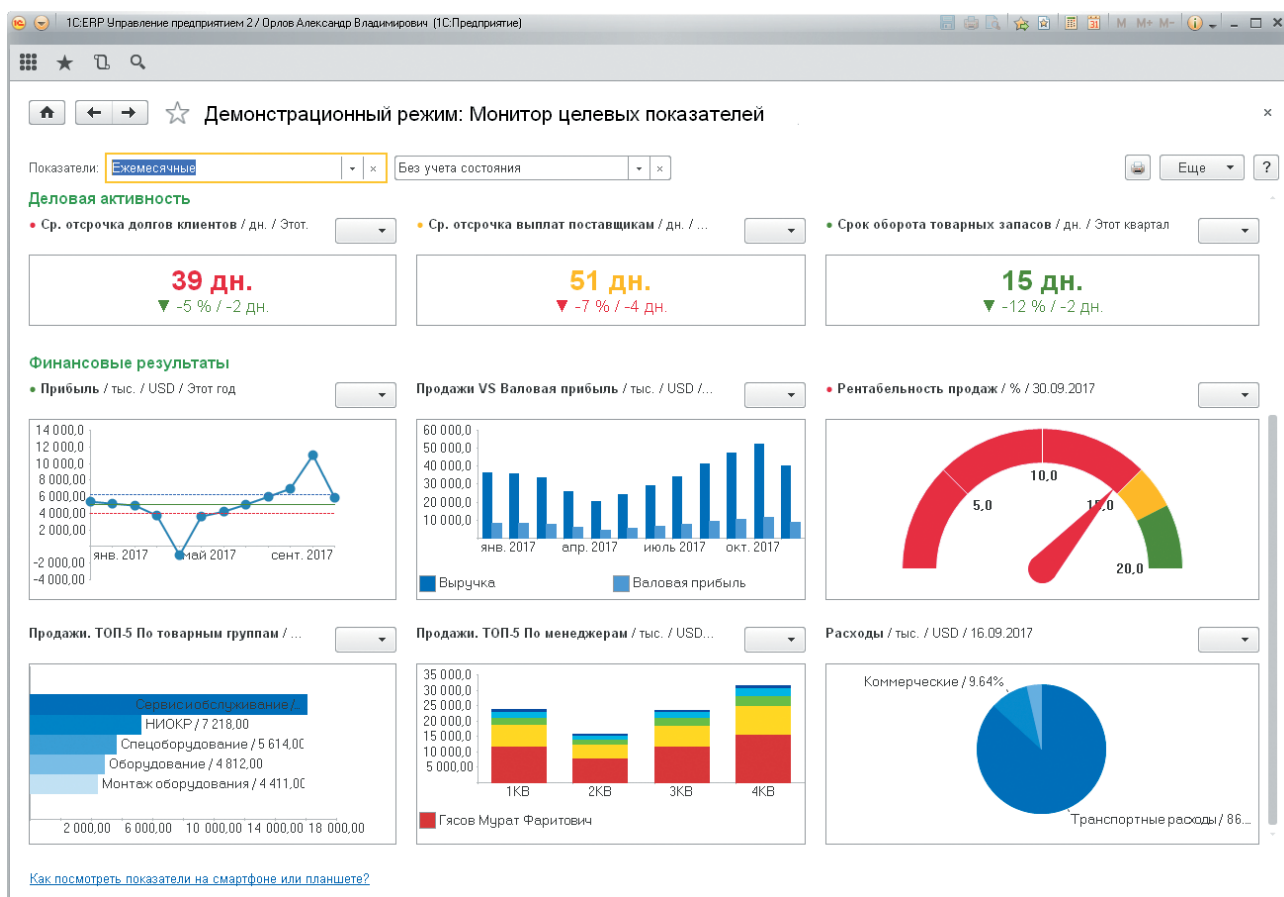 1С:ERP Управление предприятием 2 / Орлов Александр Владимирович (1С:Предприятие)
M M+ M-
Демонстрационный режим: Монитор целевых показателей
Показатели: Ежемесячные Без учета состояния Еще ?
Деловая активность
Ср. отсрочка долгов клиентов / дн. / Этот.
Ср. отсрочка выплат поставщикам / дн. / ...
Срок оборота товарных запасов / дн. / Этот квартал
39 дн.
▼ -5 % / -2 дн.
51 дн.
▼ -7 % / -4 дн.
15 дн.
▼ -12 % / -2 дн.
Финансовые результаты
Прибыль / тыс. / USD / Этот год
14 000,0
12 000,0
10 000,0
8 000,00
6 000,00
4 000,00
2 000,00
-2 000,00
-4 000,00
янв. 2017 май 2017 сент. 2017
Продажи VS Валовая прибыль / тыс. / USD /...
60 000,0
50 000,0
40 000,0
30 000,0
20 000,0
10 000,0
янв. 2017 апр. 2017 июль 2017 окт. 2017
Выручка Валовая прибыль
Рентабельность продаж / % / 30.09.2017
5,0 10,0 15,0 20,0
Продажи. ТОП-5 По товарным группам / ...
Сервис и обслуживание /...
НИОКР / 7 218,00
Спецоборудование / 5 614,00
Оборудование / 4 812,00
Монтаж оборудования / 4 411,00
2 000,00 6 000,00 10 000,00 14 000,00 18 000,00
Продажи. ТОП-5 По менеджерам / тыс. / USD...
35 000,0
30 000,0
25 000,0
20 000,0
15 000,0
10 000,0
5 000,00
1КВ 2КВ 3КВ 4КВ
Гясов Мурат Фаритович
Расходы / тыс. / USD / 16.09.2017
Коммерческие / 9.64%
Транспортные расходы / 86...
Как посмотреть показатели на смартфоне или планшете?